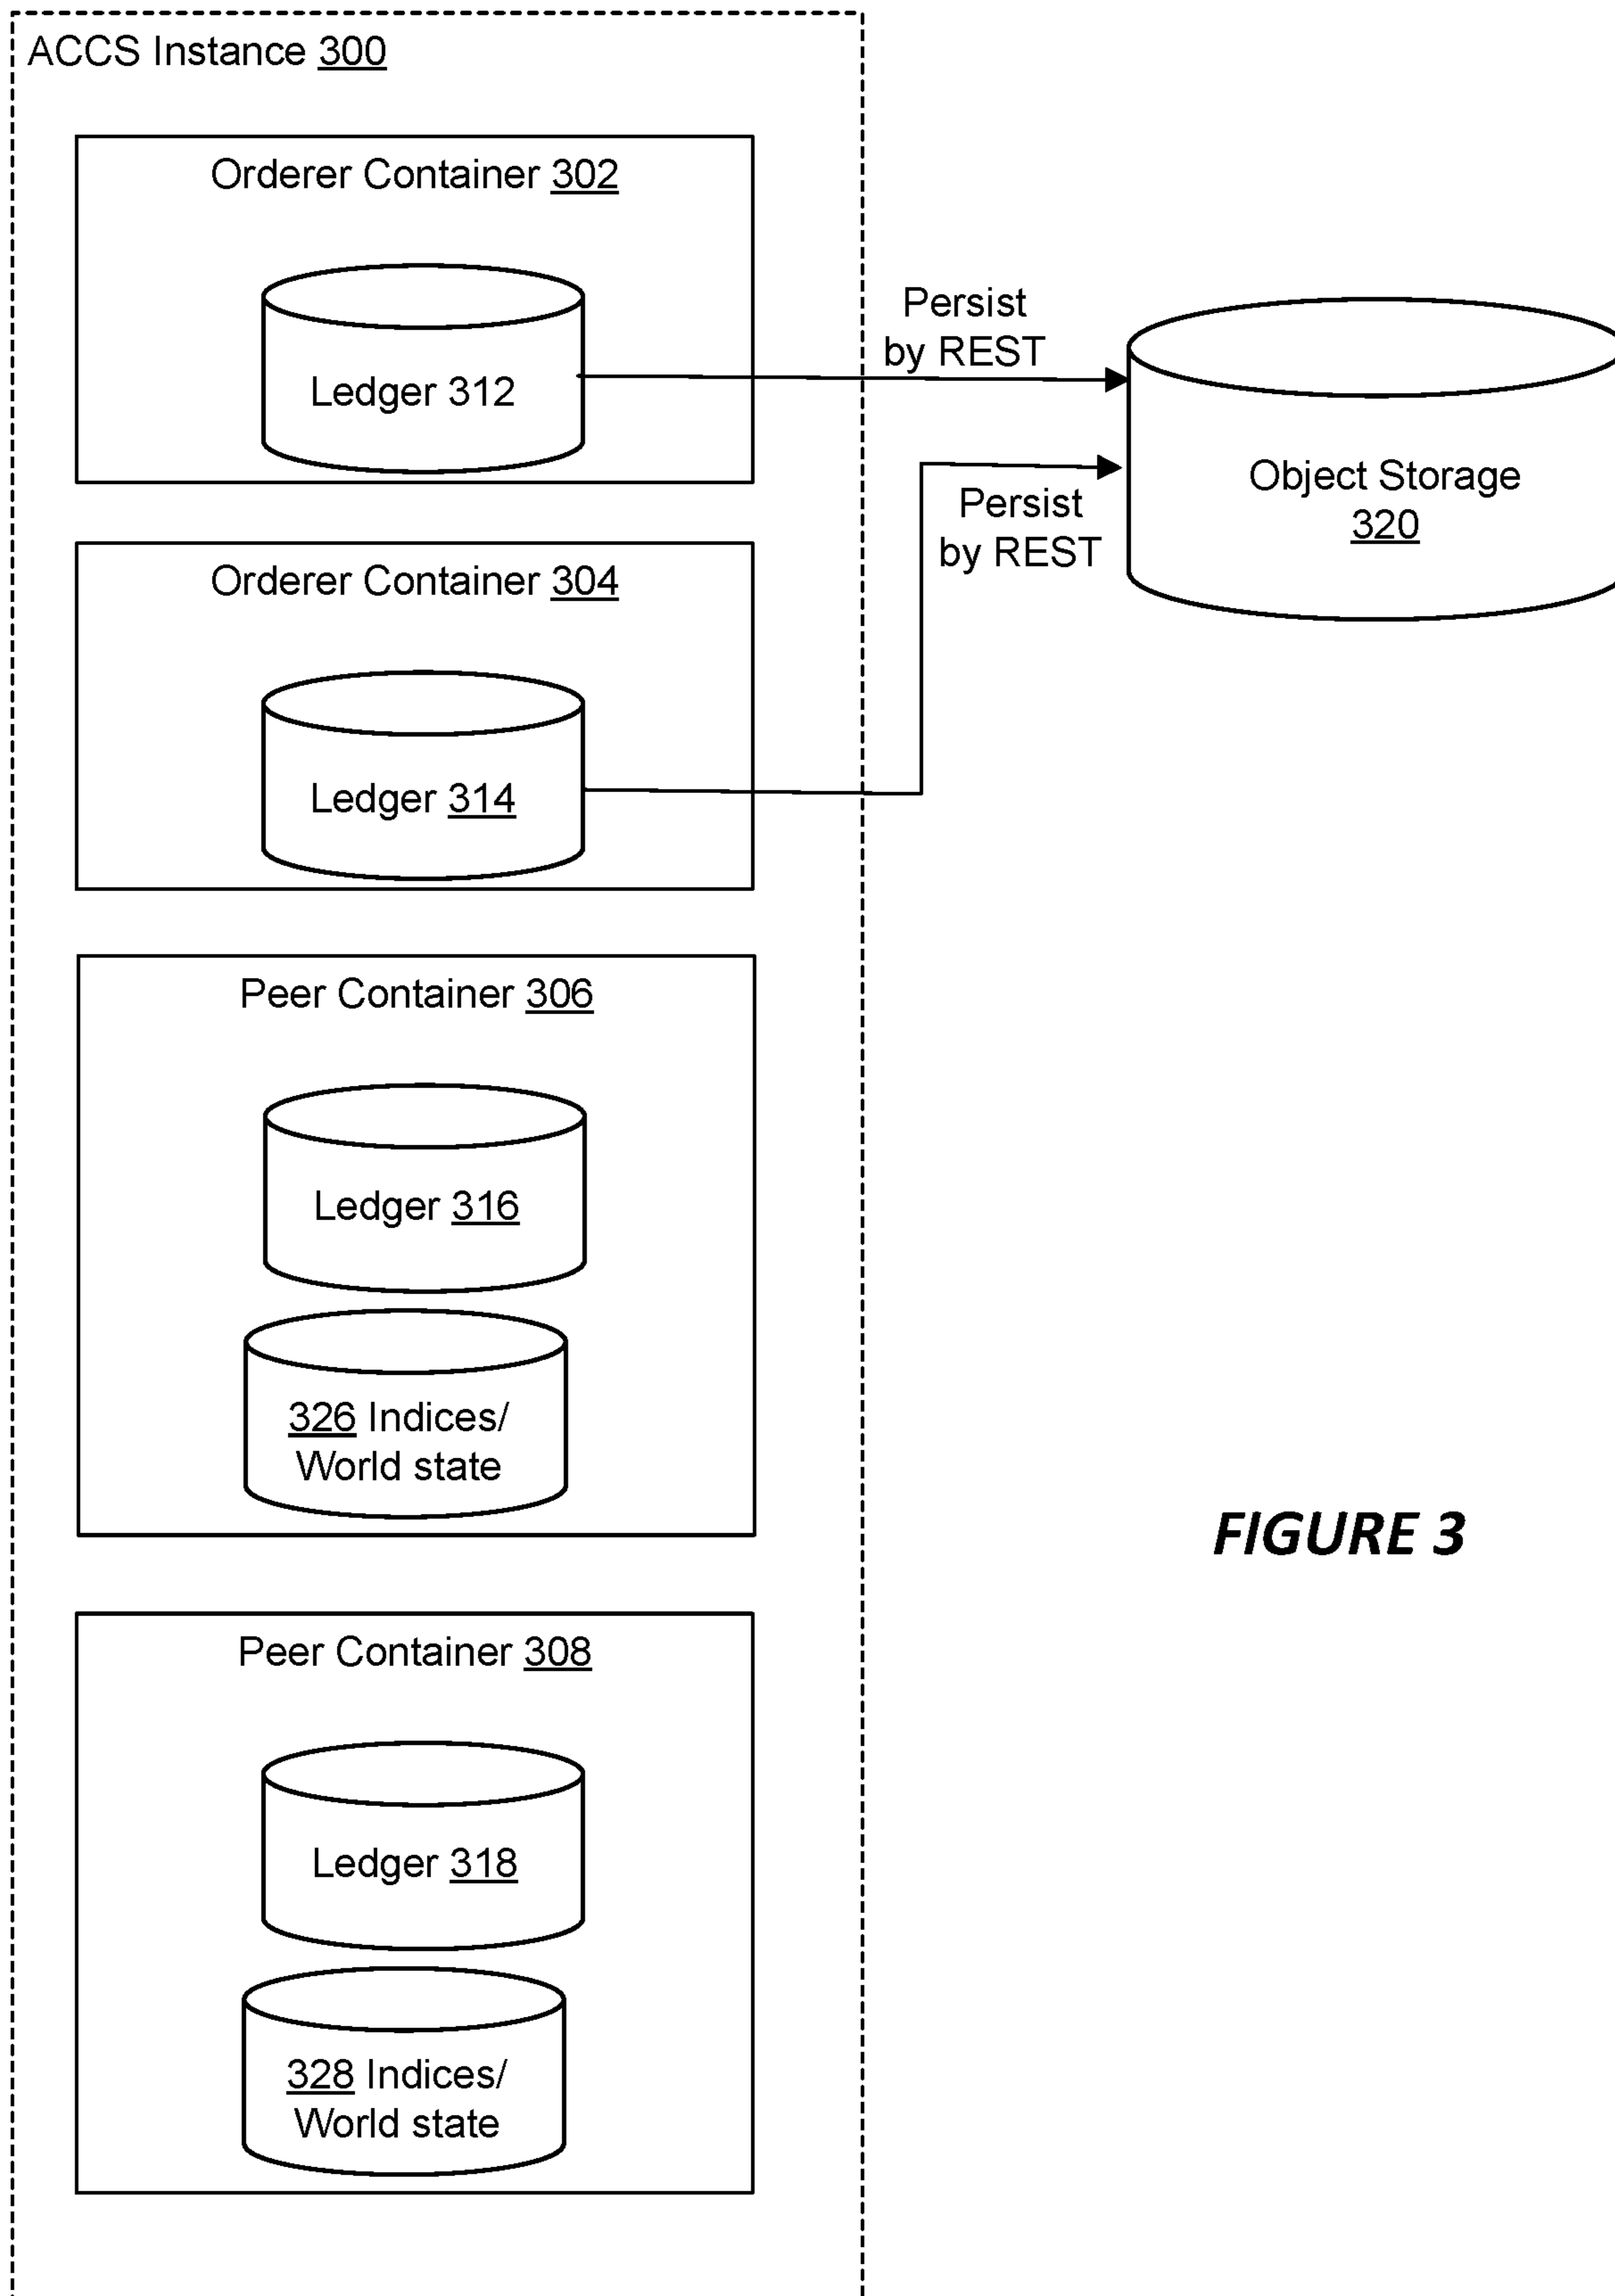 ACCS Instance 300
Orderer Container 302
Ledger 312
Persist
by REST
Object Storage
320
Persist
by REST
Orderer Container 304
Ledger 314
Peer Container 306
Ledger 316
326 Indices/
World state
FIGURE 3
Peer Container 308
Ledger 318
328 Indices/
World state